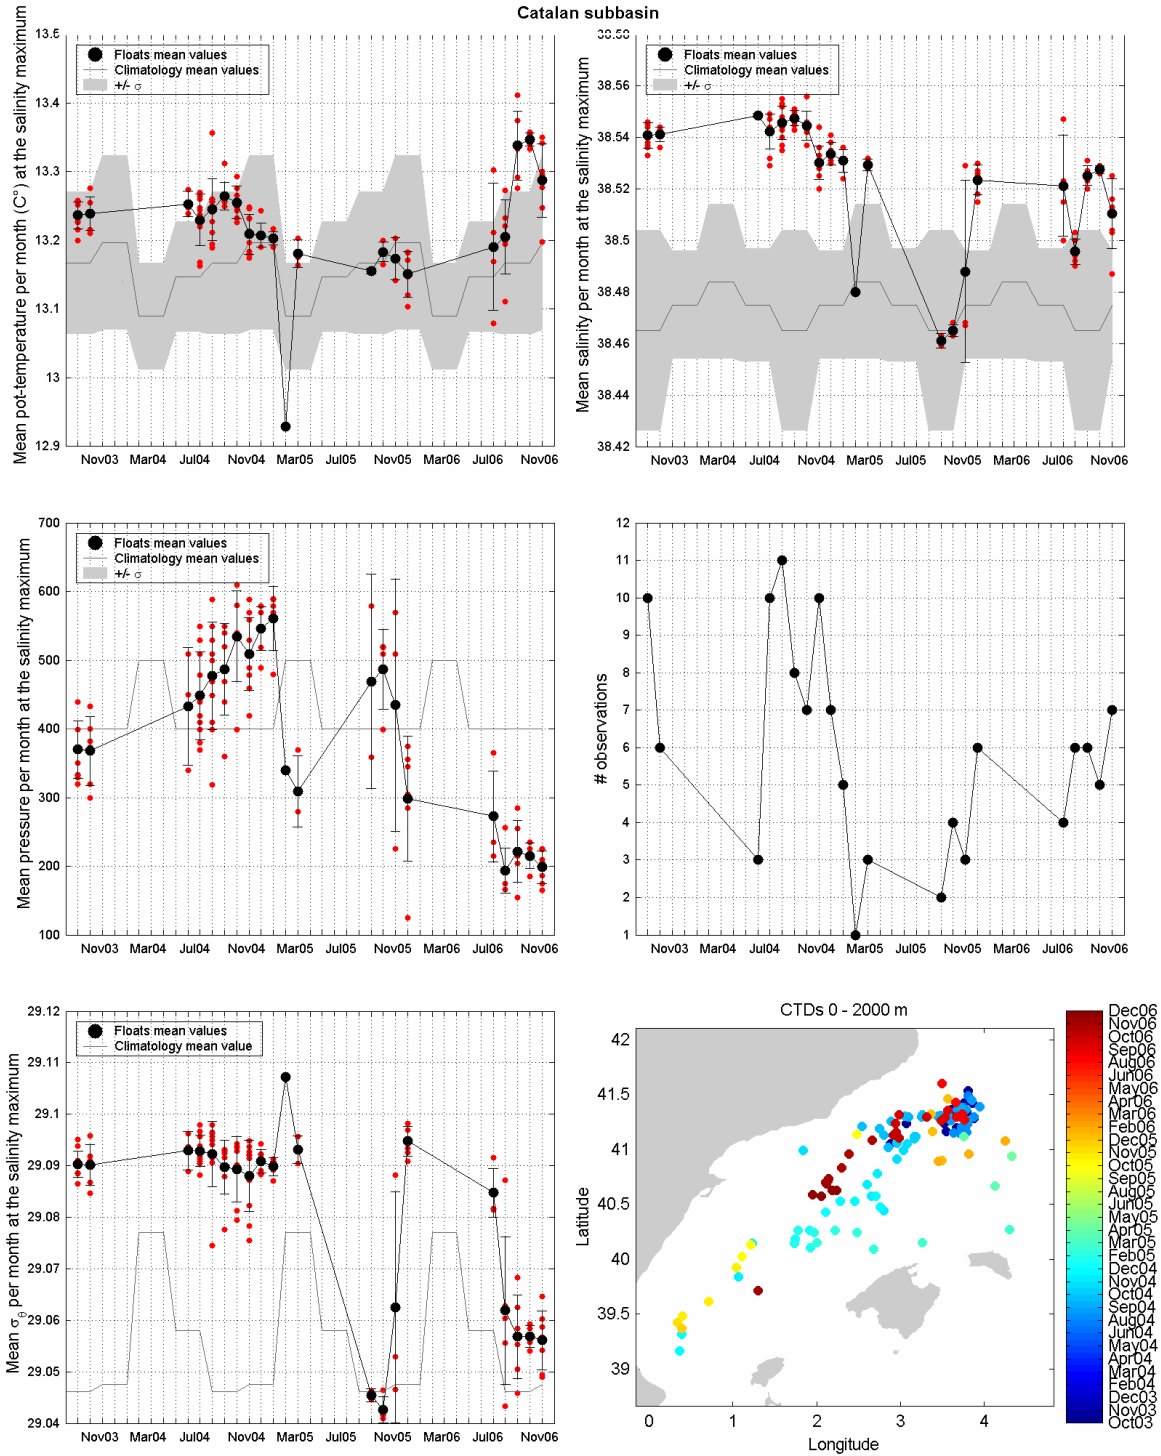 Catalan subbasin
13.5
13.4
13.3
13.2
13.1
13
12.9
Mean pot-temperature per month (C°) at the salinity maximum
Floats mean values
Climatology mean values
+/- σ
Nov03 Mar04 Jul04 Nov04 Mar05 Jul05 Nov05 Mar06 Jul06 Nov06
38.58
38.56
38.54
38.52
38.5
38.48
38.46
38.44
38.42
Mean salinity per month at the salinity maximum
Floats mean values
Climatology mean values
+/- σ
Nov03 Mar04 Jul04 Nov04 Mar05 Jul05 Nov05 Mar06 Jul06 Nov06
700
600
500
400
300
200
100
Mean pressure per month at the salinity maximum
Floats mean values
Climatology mean values
+/- σ
Nov03 Mar04 Jul04 Nov04 Mar05 Jul05 Nov05 Mar06 Jul06 Nov06
12
11
10
9
8
7
6
5
4
3
2
1
# observations
Nov03 Mar04 Jul04 Nov04 Mar05 Jul05 Nov05 Mar06 Jul06 Nov06
29.12
29.11
29.1
29.09
29.08
29.07
29.06
29.05
29.04
Mean σθ per month at the salinity maximum
Floats mean values
Climatology mean value
Nov03 Mar04 Jul04 Nov04 Mar05 Jul05 Nov05 Mar06 Jul06 Nov06
CTDs 0 - 2000 m
42
41.5
41
40.5
40
39.5
39
Latitude
0 1 2 3 4
Longitude
Dec06
Nov06
Oct06
Sep06
Aug06
Jun06
May06
Apr06
Mar06
Feb06
Dec05
Nov05
Oct05
Sep05
Aug05
Jun05
May05
Apr05
Mar05
Feb05
Dec04
Nov04
Oct04
Sep04
Aug04
Jun04
May04
Apr04
Mar04
Feb04
Dec03
Nov03
Oct03